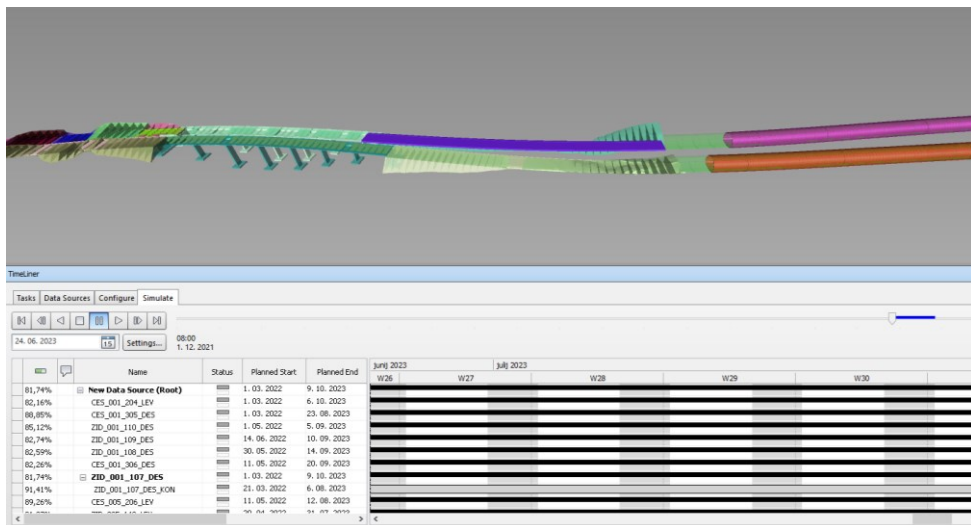 TimeLiner
Tasks Data Sources Configure Simulate
24. 06. 2023 15 Settings... 08:00
1. 12. 2021
Name Status Planned Start Planned End junij 2023 julij 2023
W26 W27 W28 W29 W30
81,74% New Data Source (Root) 1. 03. 2022 9. 10. 2023
82,16% CES_001_204_LEV 1. 03. 2022 6. 10. 2023
88,85% CES_001_305_DES 1. 03. 2022 23. 08. 2023
85,12% ZID_001_110_DES 1. 05. 2022 5. 09. 2023
82,74% ZID_001_109_DES 14. 06. 2022 10. 09. 2023
82,59% ZID_001_108_DES 30. 05. 2022 14. 09. 2023
82,26% CES_001_306_DES 11. 05. 2022 20. 09. 2023
81,74% ZID_001_107_DES 1. 03. 2022 9. 10. 2023
91,41% ZID_001_107_DES_KON 21. 03. 2022 6. 08. 2023
89,26% CES_005_206_LEV 11. 05. 2022 12. 08. 2023